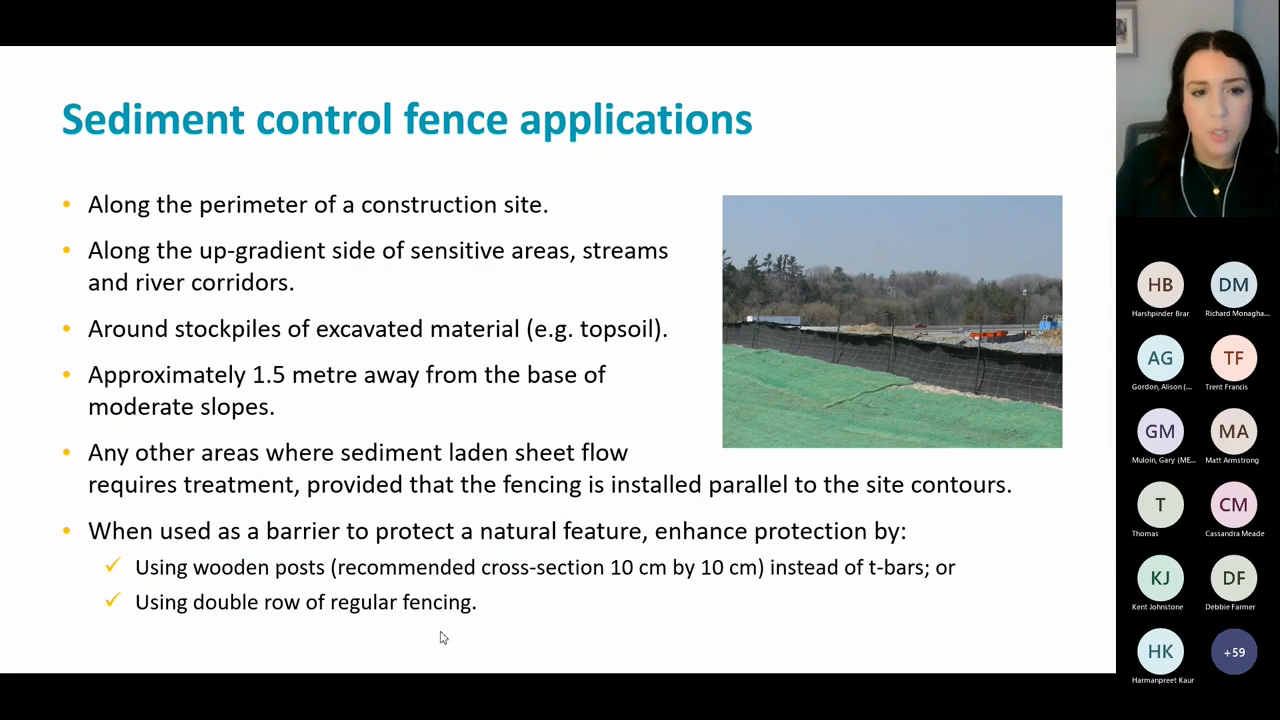 Sediment control fence applications
• Along the perimeter of a construction site.
• Along the up-gradient side of sensitive areas, streams
and river corridors.
• Around stockpiles of excavated material (e.g. topsoil).
• Approximately 1.5 metre away from the base of
moderate slopes.
• Any other areas where sediment laden sheet flow
requires treatment, provided that the fencing is installed parallel to the site contours.
• When used as a barrier to protect a natural feature, enhance protection by:
✓ Using wooden posts (recommended cross-section 10 cm by 10 cm) instead of t-bars; or
✓ Using double row of regular fencing.
HB
Harshpinder Brar
DM
Richard Monagha...
AG
Gordon, Alison (...
TF
Trent Francis
GM
Muloin, Gary (ME...
MA
Matt Armstrong
T
Thomas
CM
Cassandra Meade
KJ
Kent Johnstone
DF
Debbie Farmer
HK
Harmanpreet Kaur
+59